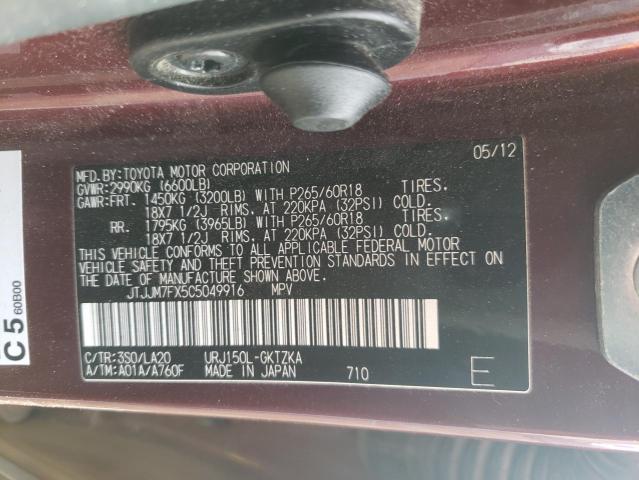 05/12
MFD.BY:TOYOTA MOTOR CORPORATION
GVWR:2990KG (6600LB)
GAWR:FRT. 1450KG (3200LB) WITH P265/60R18 TIRES.
18X7 1/2J RIMS. AT 220KPA (32PSI) COLD.
RR. 1795KG (3965LB) WITH P265/60R18 TIRES.
18X7 1/2J RIMS. AT 220KPA (32PSI) COLD.
THIS VEHICLE CONFORMS TO ALL APPLICABLE FEDERAL MOTOR
VEHICLE SAFETY AND THEFT PREVENTION STANDARDS IN EFFECT ON
THE DATE OF MANUFACTURE SHOWN ABOVE.
JTJJM7FX5C5049916 MPV
C/TR:3S0/LA20 URJ150L-GKTZKA
A/TM:A01A/A760F MADE IN JAPAN 710 E
C5
60B00